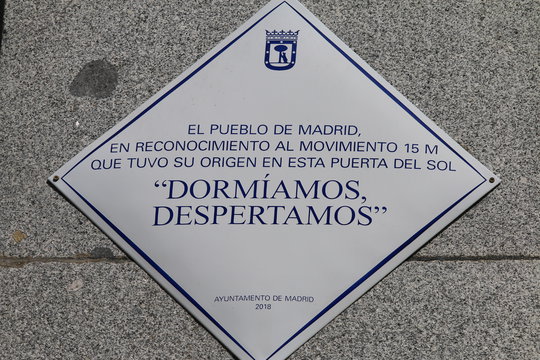 EL PUEBLO DE MADRID,
EN RECONOCIMIENTO AL MOVIMIENTO 15 M
QUE TUVO SU ORIGEN EN ESTA PUERTA DEL SOL
“DORMÍAMOS,
DESPERTAMOS”
AYUNTAMENTO DE MADRID
2018